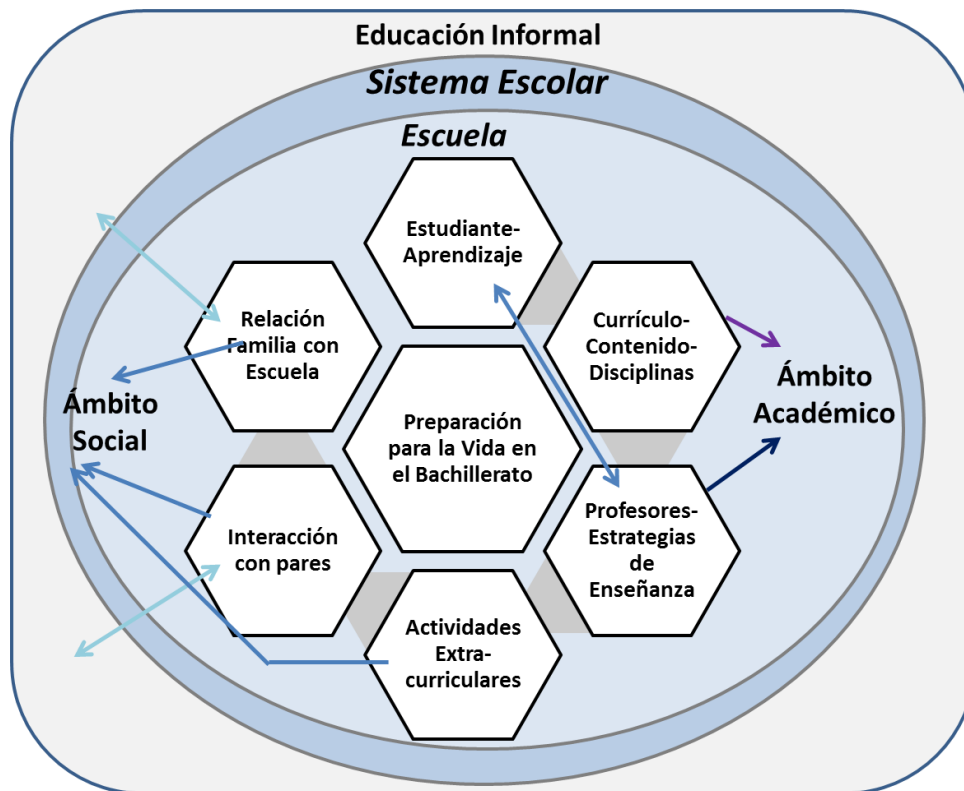 Educación Informal
Sistema Escolar
Escuela
Estudiante-
Aprendizaje
Relación
Familia con
Escuela
Currículo-
Contenido-
Disciplinas
Ámbito
Social
Ámbito
Académico
Preparación
para la Vida en
el Bachillerato
Interacción
con pares
Profesores-
Estrategias
de
Enseñanza
Actividades
Extra-
curriculares